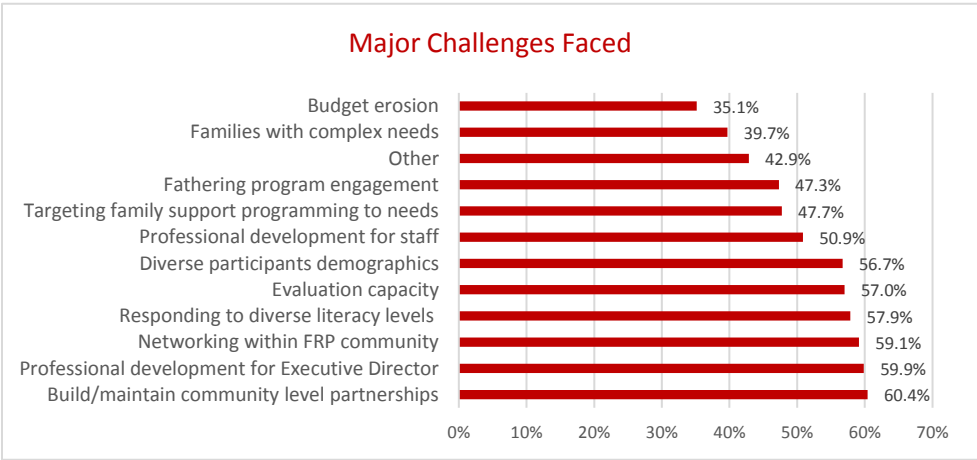 Major Challenges Faced
Budget erosion 35.1%
Families with complex needs 39.7%
Other 42.9%
Fathering program engagement 47.3%
Targeting family support programming to needs 47.7%
Professional development for staff 50.9%
Diverse participants demographics 56.7%
Evaluation capacity 57.0%
Responding to diverse literacy levels 57.9%
Networking within FRP community 59.1%
Professional development for Executive Director 59.9%
Build/maintain community level partnerships 60.4%
0% 10% 20% 30% 40% 50% 60% 70%